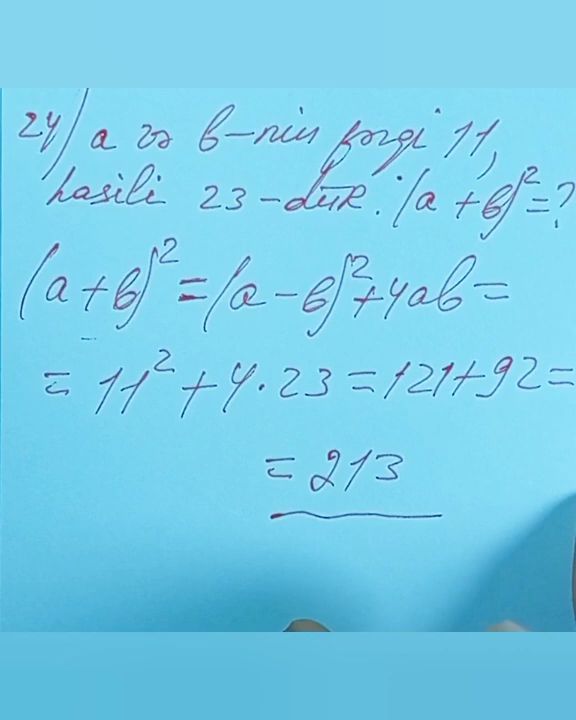 24) a və b-nin fərqi 11,
hasili 23-dür. (a+b)²=?
(a+b)²=(a-b)²+4ab=
=11²+4·23=121+92=
=213